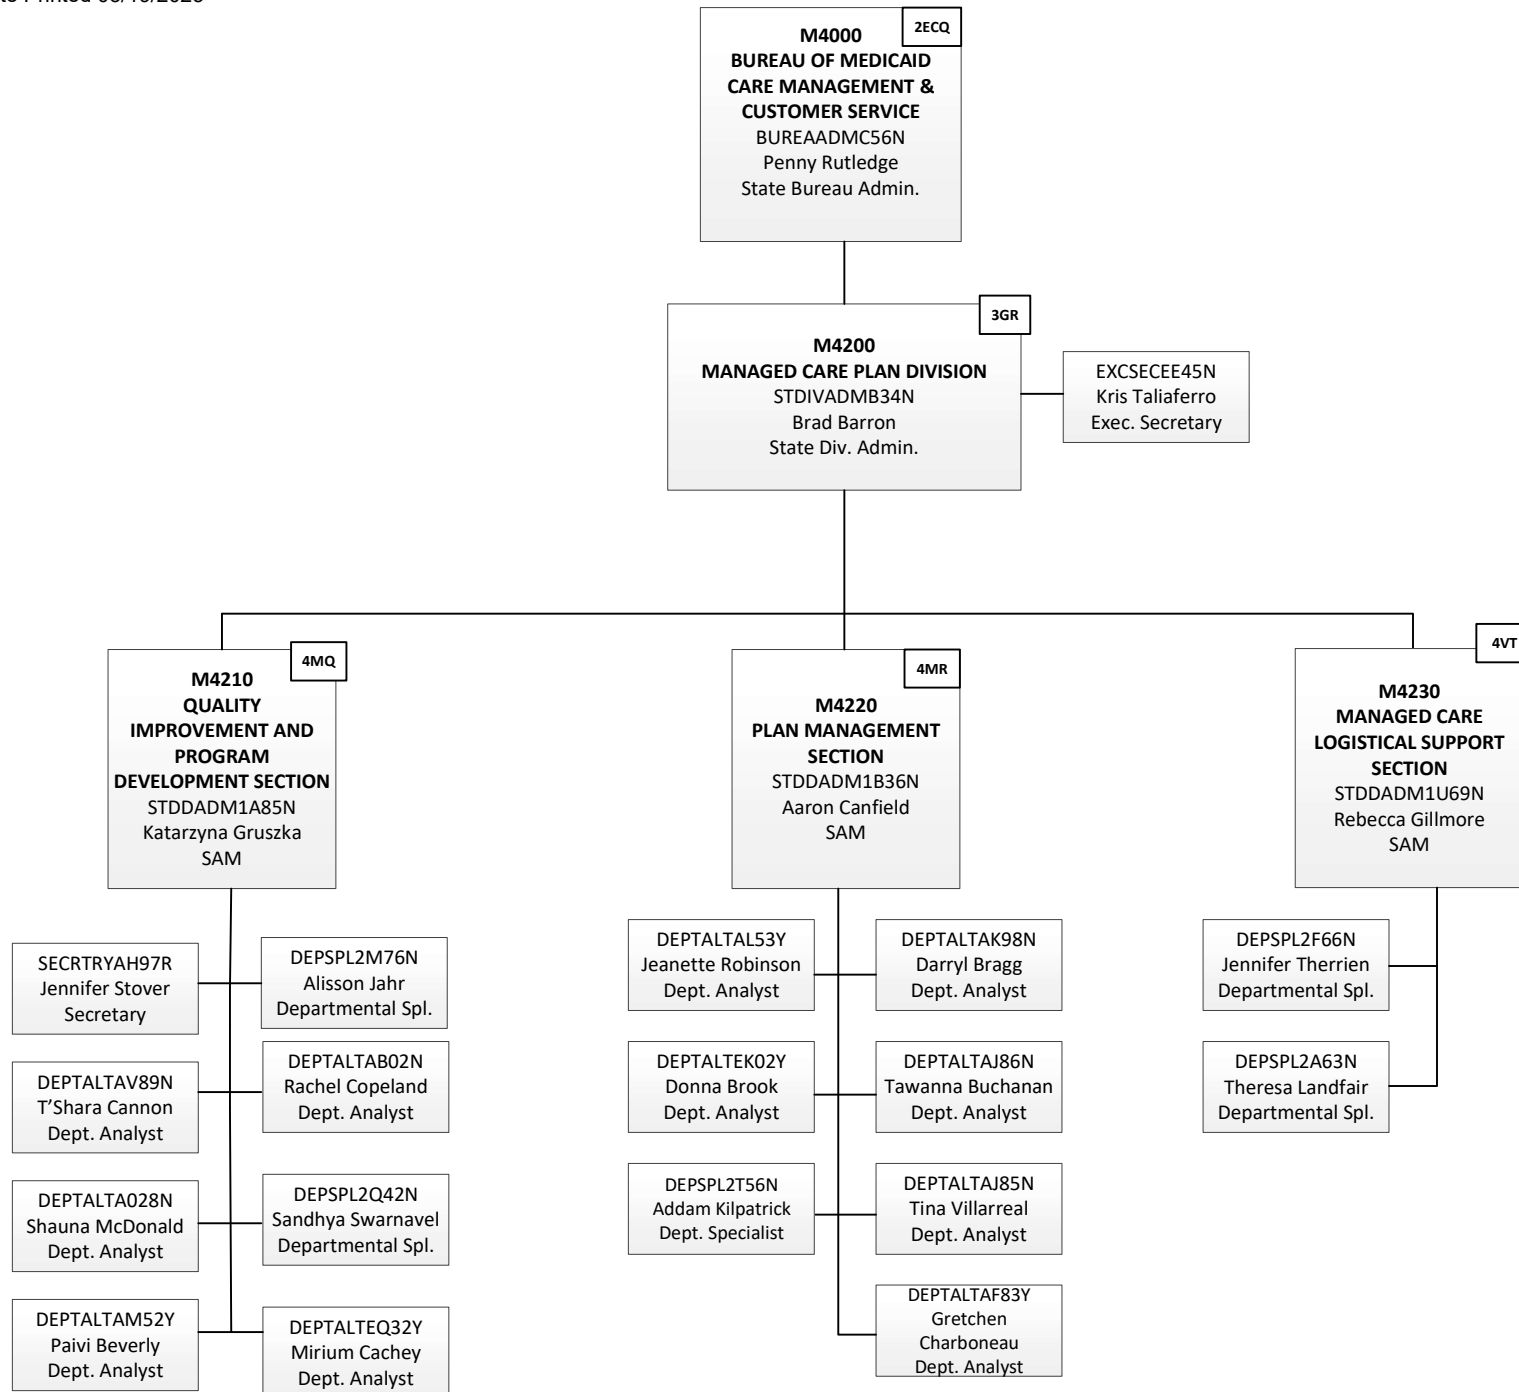 2ECQ
M4000
BUREAU OF MEDICAID
CARE MANAGEMENT &
CUSTOMER SERVICE
BUREAADMC56N
Penny Rutledge
State Bureau Admin.
3GR
M4200
MANAGED CARE PLAN DIVISION
STDIVADMB34N
Brad Barron
State Div. Admin.
EXCSECEE45N
Kris Taliaferro
Exec. Secretary
4MQ
M4210
QUALITY
IMPROVEMENT AND
PROGRAM
DEVELOPMENT SECTION
STDDADM1A85N
Katarzyna Gruszka
SAM
4MR
M4220
PLAN MANAGEMENT
SECTION
STDDADM1B36N
Aaron Canfield
SAM
4VT
M4230
MANAGED CARE
LOGISTICAL SUPPORT
SECTION
STDDADM1U69N
Rebecca Gillmore
SAM
SECRTRYAH97R
Jennifer Stover
Secretary
DEPSPL2M76N
Alisson Jahr
Departmental Spl.
DEPTALTAV89N
T’Shara Cannon
Dept. Analyst
DEPTALTAB02N
Rachel Copeland
Dept. Analyst
DEPTALTA028N
Shauna McDonald
Dept. Analyst
DEPSPL2Q42N
Sandhya Swarnavel
Departmental Spl.
DEPTALTAM52Y
Paivi Beverly
Dept. Analyst
DEPTALTEQ32Y
Mirium Cachey
Dept. Analyst
DEPTALTAL53Y
Jeanette Robinson
Dept. Analyst
DEPTALTAK98N
Darryl Bragg
Dept. Analyst
DEPTALTEK02Y
Donna Brook
Dept. Analyst
DEPTALTAJ86N
Tawanna Buchanan
Dept. Analyst
DEPSPL2T56N
Addam Kilpatrick
Dept. Specialist
DEPTALTAJ85N
Tina Villarreal
Dept. Analyst
DEPTALTAF83Y
Gretchen
Charboneau
Dept. Analyst
DEPSPL2F66N
Jennifer Therrien
Departmental Spl.
DEPSPL2A63N
Theresa Landfair
Departmental Spl.